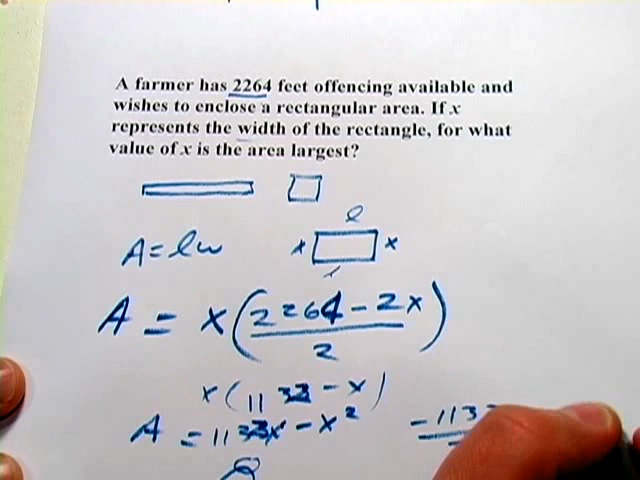 A farmer has 2264 feet offencing available and
wishes to enclose a rectangular area. If x
represents the width of the rectangle, for what
value of x is the area largest?
l
A = lw
x x
A = x(2264 - 2x)
2
x(1132 - x)
A = 1132x - x²